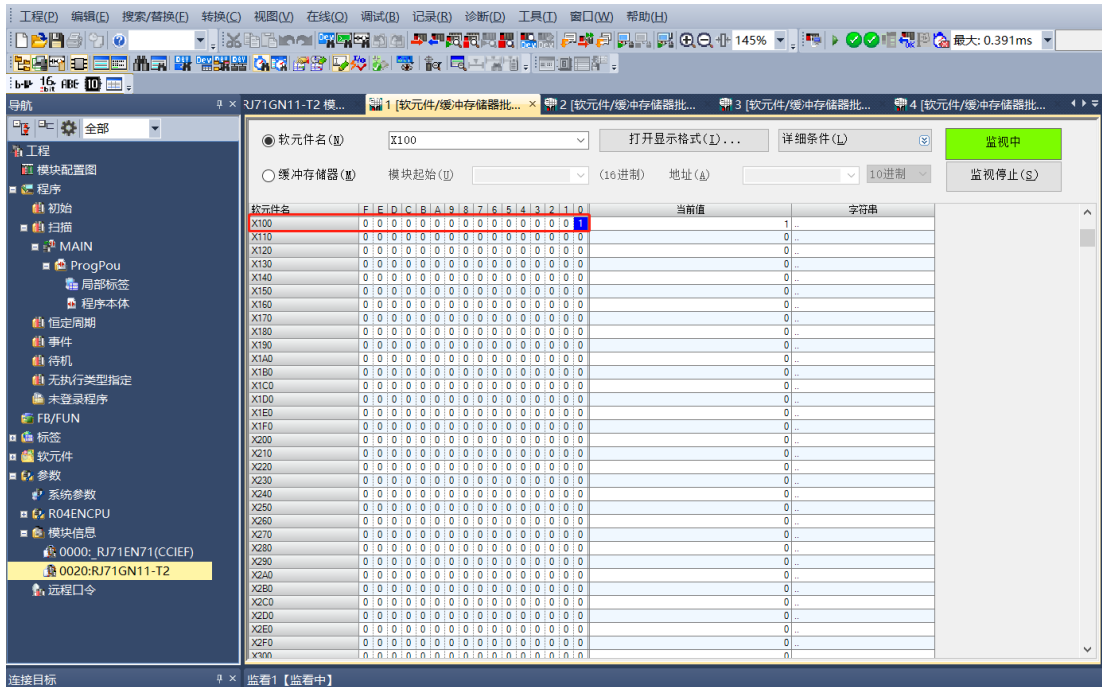 工程(P) 编辑(E) 搜索/替换(F) 转换(C) 视图(V) 在线(O) 调试(B) 记录(R) 诊断(D) 工具(T) 窗口(W) 帮助(H)
145% 最大: 0.391ms
导航
RJ71GN11-T2 模... 1 [软元件/缓冲存储器批... 2 [软元件/缓冲存储器批... 3 [软元件/缓冲存储器批... 4 [软元件/缓冲存储器批...
全部
工程
模块配置图
程序
初始
扫描
MAIN
ProgPou
局部标签
程序本体
恒定周期
事件
待机
无执行类型指定
未登录程序
FB/FUN
标签
软元件
参数
系统参数
R04ENCPU
模块信息
0000:_RJ71EN71(CCIEF)
0020:RJ71GN11-T2
远程口令
连接目标
软元件名(N) X100 打开显示格式(I)... 详细条件(L) 监视中
缓冲存储器(M) 模块起始(U) (16进制) 地址(A) 10进制 监视停止(S)
软元件名 F E D C B A 9 8 7 6 5 4 3 2 1 0 当前值 字符串
X100 0 0 0 0 0 0 0 0 0 0 0 0 0 0 0 1 1 ..
X110 0 0 0 0 0 0 0 0 0 0 0 0 0 0 0 0 0 ..
X120 0 0 0 0 0 0 0 0 0 0 0 0 0 0 0 0 0 ..
X130 0 0 0 0 0 0 0 0 0 0 0 0 0 0 0 0 0 ..
X140 0 0 0 0 0 0 0 0 0 0 0 0 0 0 0 0 0 ..
X150 0 0 0 0 0 0 0 0 0 0 0 0 0 0 0 0 0 ..
X160 0 0 0 0 0 0 0 0 0 0 0 0 0 0 0 0 0 ..
X170 0 0 0 0 0 0 0 0 0 0 0 0 0 0 0 0 0 ..
X180 0 0 0 0 0 0 0 0 0 0 0 0 0 0 0 0 0 ..
X190 0 0 0 0 0 0 0 0 0 0 0 0 0 0 0 0 0 ..
X1A0 0 0 0 0 0 0 0 0 0 0 0 0 0 0 0 0 0 ..
X1B0 0 0 0 0 0 0 0 0 0 0 0 0 0 0 0 0 0 ..
X1C0 0 0 0 0 0 0 0 0 0 0 0 0 0 0 0 0 0 ..
X1D0 0 0 0 0 0 0 0 0 0 0 0 0 0 0 0 0 0 ..
X1E0 0 0 0 0 0 0 0 0 0 0 0 0 0 0 0 0 0 ..
X1F0 0 0 0 0 0 0 0 0 0 0 0 0 0 0 0 0 0 ..
X200 0 0 0 0 0 0 0 0 0 0 0 0 0 0 0 0 0 ..
X210 0 0 0 0 0 0 0 0 0 0 0 0 0 0 0 0 0 ..
X220 0 0 0 0 0 0 0 0 0 0 0 0 0 0 0 0 0 ..
X230 0 0 0 0 0 0 0 0 0 0 0 0 0 0 0 0 0 ..
X240 0 0 0 0 0 0 0 0 0 0 0 0 0 0 0 0 0 ..
X250 0 0 0 0 0 0 0 0 0 0 0 0 0 0 0 0 0 ..
X260 0 0 0 0 0 0 0 0 0 0 0 0 0 0 0 0 0 ..
X270 0 0 0 0 0 0 0 0 0 0 0 0 0 0 0 0 0 ..
X280 0 0 0 0 0 0 0 0 0 0 0 0 0 0 0 0 0 ..
X290 0 0 0 0 0 0 0 0 0 0 0 0 0 0 0 0 0 ..
X2A0 0 0 0 0 0 0 0 0 0 0 0 0 0 0 0 0 0 ..
X2B0 0 0 0 0 0 0 0 0 0 0 0 0 0 0 0 0 0 ..
X2C0 0 0 0 0 0 0 0 0 0 0 0 0 0 0 0 0 0 ..
X2D0 0 0 0 0 0 0 0 0 0 0 0 0 0 0 0 0 0 ..
X2E0 0 0 0 0 0 0 0 0 0 0 0 0 0 0 0 0 0 ..
X2F0 0 0 0 0 0 0 0 0 0 0 0 0 0 0 0 0 0 ..
X300 0 0 0 0 0 0 0 0 0 0 0 0 0 0 0 0 0 ..
监看1【监看中】